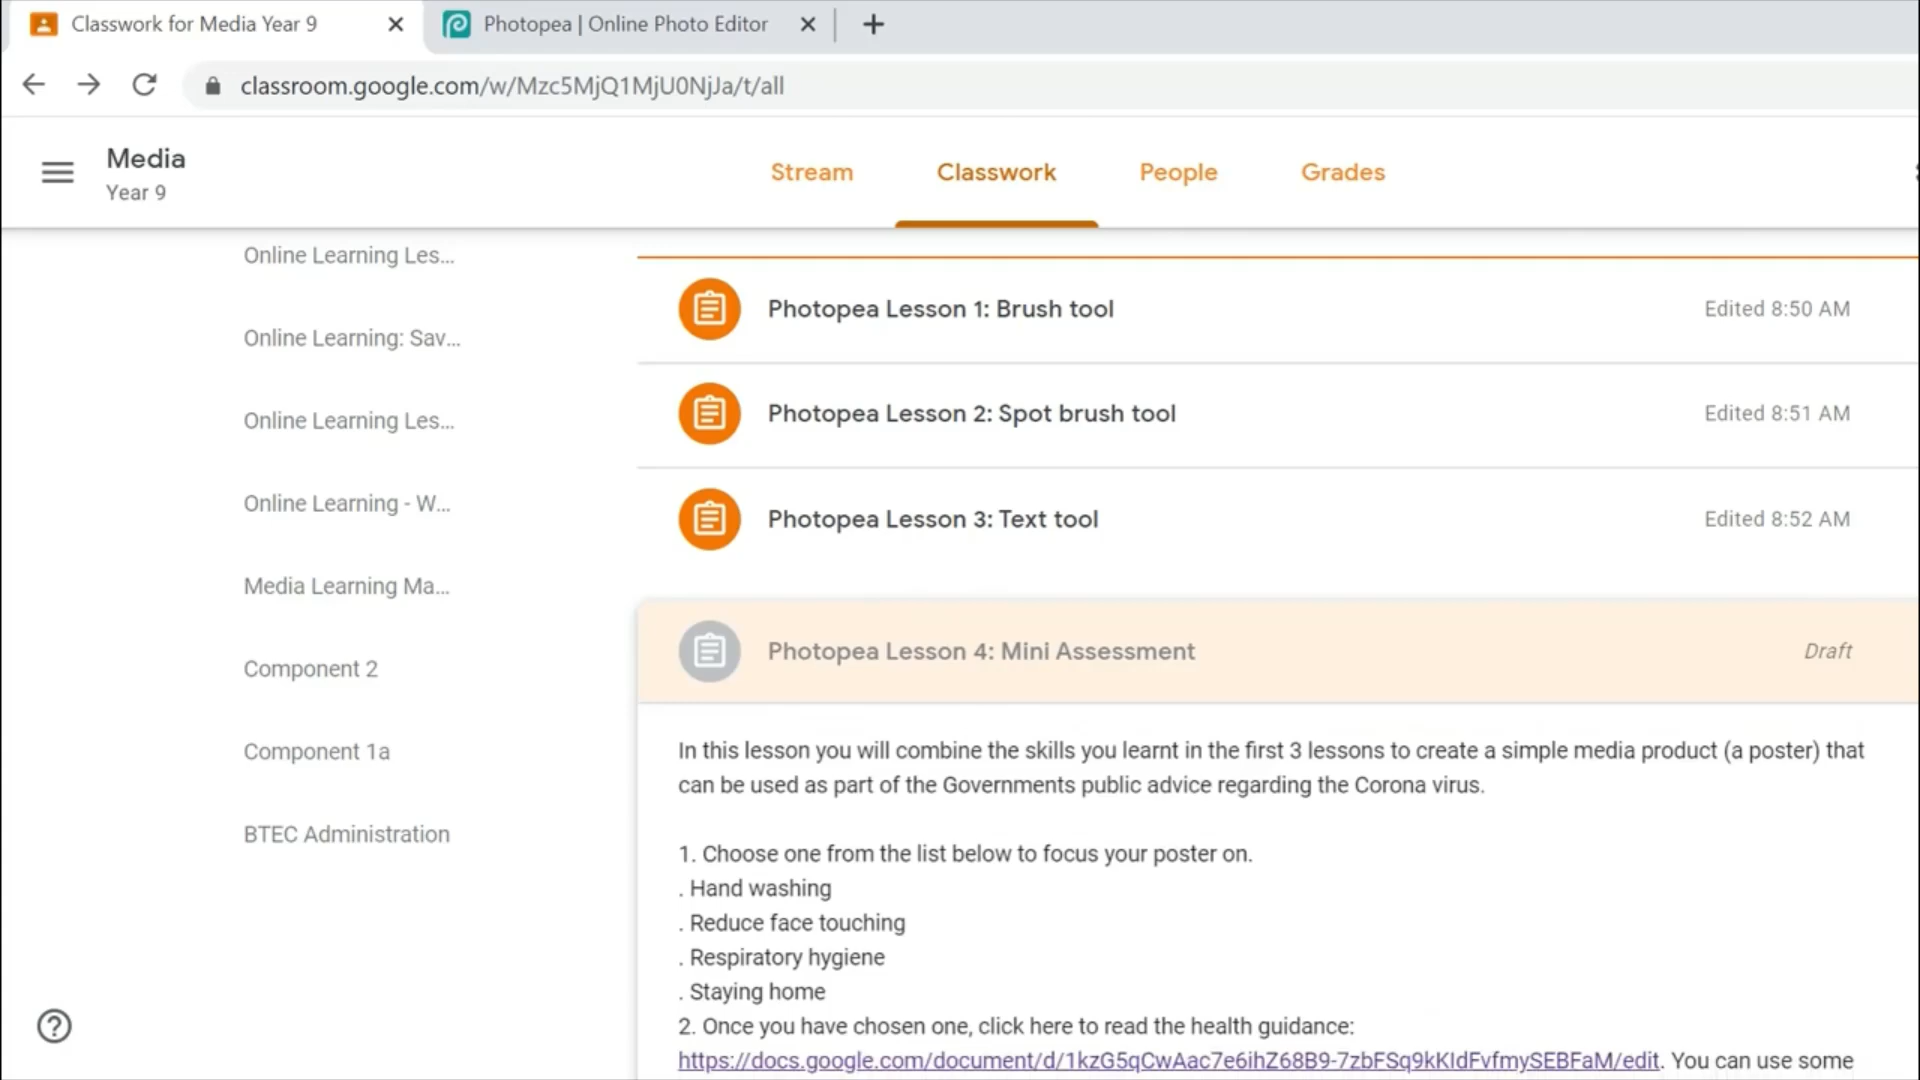 Classwork for Media Year 9
Photopea | Online Photo Editor
classroom.google.com/w/Mzc5MjQ1MjU0NjJa/t/all
Media
Year 9
Stream
Classwork
People
Grades
Online Learning Les...
Online Learning: Sav...
Online Learning Les...
Online Learning - W...
Media Learning Ma...
Component 2
Component 1a
BTEC Administration
Photopea Lesson 1: Brush tool
Edited 8:50 AM
Photopea Lesson 2: Spot brush tool
Edited 8:51 AM
Photopea Lesson 3: Text tool
Edited 8:52 AM
Photopea Lesson 4: Mini Assessment
Draft
In this lesson you will combine the skills you learnt in the first 3 lessons to create a simple media product (a poster) that
can be used as part of the Governments public advice regarding the Corona virus.
1. Choose one from the list below to focus your poster on.
. Hand washing
. Reduce face touching
. Respiratory hygiene
. Staying home
2. Once you have chosen one, click here to read the health guidance:
https://docs.google.com/document/d/1kzG5qCwAac7e6ihZ68B9-7zbFSq9kKIdFvfmySEBFaM/edit. You can use some